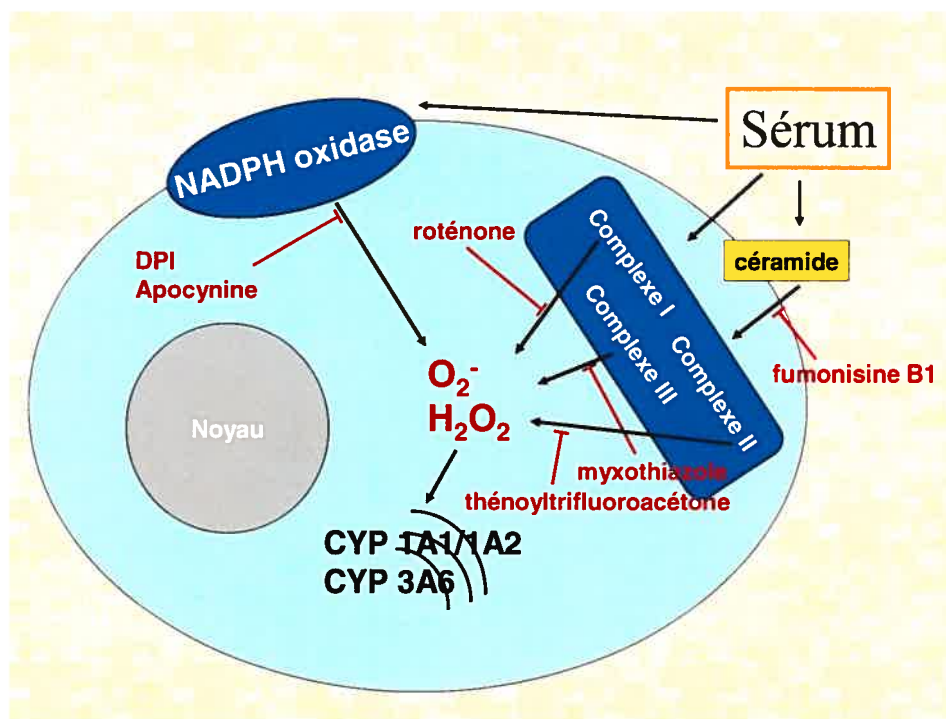 Sérum
NADPH oxidase
roténone
DPI
Apocynine
céramide
Complexe I
Complexe III
Complexe II
fumonisine B1
O₂⁻
H₂O₂
Noyau
myxothiazole
thénoyltrifluoroacétone
CYP 1A1/1A2
CYP 3A6